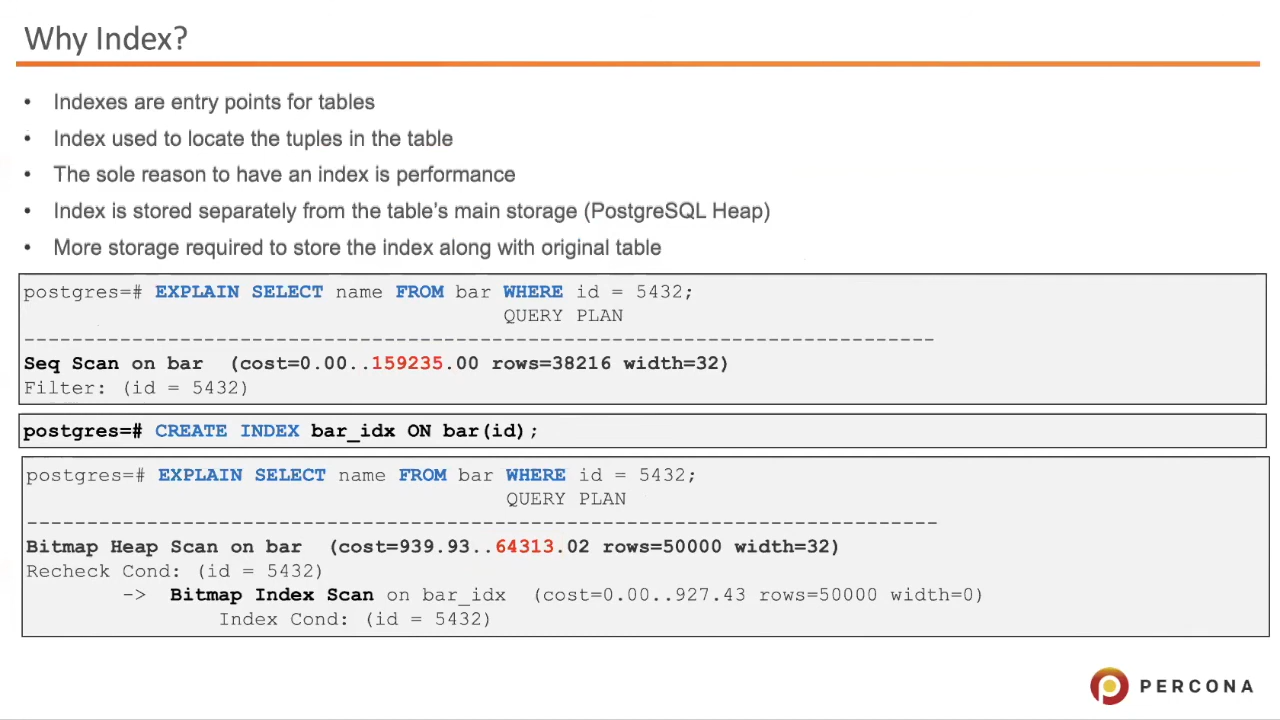 Why Index?
• Indexes are entry points for tables
• Index used to locate the tuples in the table
• The sole reason to have an index is performance
• Index is stored separately from the table’s main storage (PostgreSQL Heap)
• More storage required to store the index along with original table
postgres=# EXPLAIN SELECT name FROM bar WHERE id = 5432;
QUERY PLAN
----------------------------------------------------------------------------
Seq Scan on bar (cost=0.00..159235.00 rows=38216 width=32)
Filter: (id = 5432)
postgres=# CREATE INDEX bar_idx ON bar(id);
postgres=# EXPLAIN SELECT name FROM bar WHERE id = 5432;
QUERY PLAN
----------------------------------------------------------------------------
Bitmap Heap Scan on bar (cost=939.93..64313.02 rows=50000 width=32)
Recheck Cond: (id = 5432)
-> Bitmap Index Scan on bar_idx (cost=0.00..927.43 rows=50000 width=0)
Index Cond: (id = 5432)
PERCONA